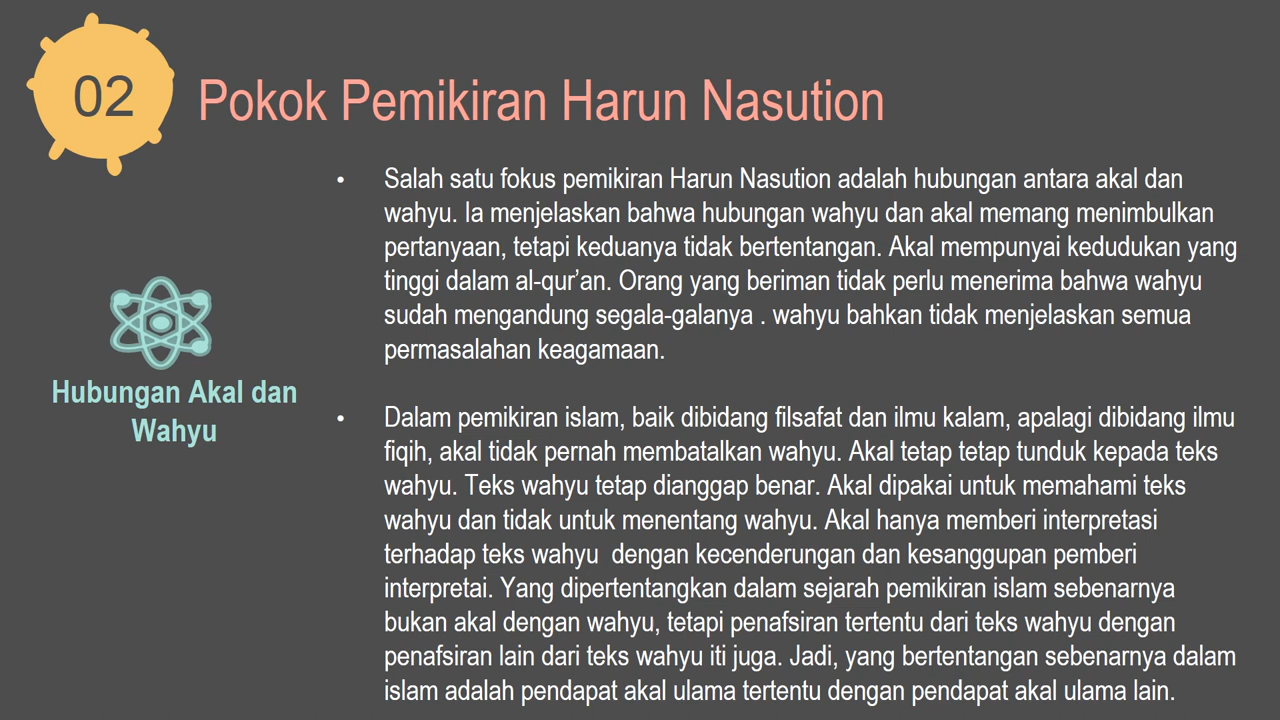 02
Pokok Pemikiran Harun Nasution
Hubungan Akal dan
Wahyu
• Salah satu fokus pemikiran Harun Nasution adalah hubungan antara akal dan
wahyu. Ia menjelaskan bahwa hubungan wahyu dan akal memang menimbulkan
pertanyaan, tetapi keduanya tidak bertentangan. Akal mempunyai kedudukan yang
tinggi dalam al-qur’an. Orang yang beriman tidak perlu menerima bahwa wahyu
sudah mengandung segala-galanya . wahyu bahkan tidak menjelaskan semua
permasalahan keagamaan.
• Dalam pemikiran islam, baik dibidang filsafat dan ilmu kalam, apalagi dibidang ilmu
fiqih, akal tidak pernah membatalkan wahyu. Akal tetap tetap tunduk kepada teks
wahyu. Teks wahyu tetap dianggap benar. Akal dipakai untuk memahami teks
wahyu dan tidak untuk menentang wahyu. Akal hanya memberi interpretasi
terhadap teks wahyu  dengan kecenderungan dan kesanggupan pemberi
interpretai. Yang dipertentangkan dalam sejarah pemikiran islam sebenarnya
bukan akal dengan wahyu, tetapi penafsiran tertentu dari teks wahyu dengan
penafsiran lain dari teks wahyu iti juga. Jadi, yang bertentangan sebenarnya dalam
islam adalah pendapat akal ulama tertentu dengan pendapat akal ulama lain.